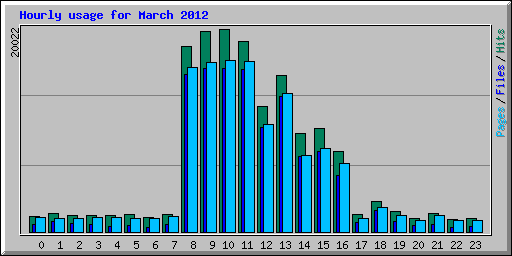 Hourly usage for March 2012
20022
Pages / Files / Hits
0 1 2 3 4 5 6 7 8 9 10 11 12 13 14 15 16 17 18 19 20 21 22 23